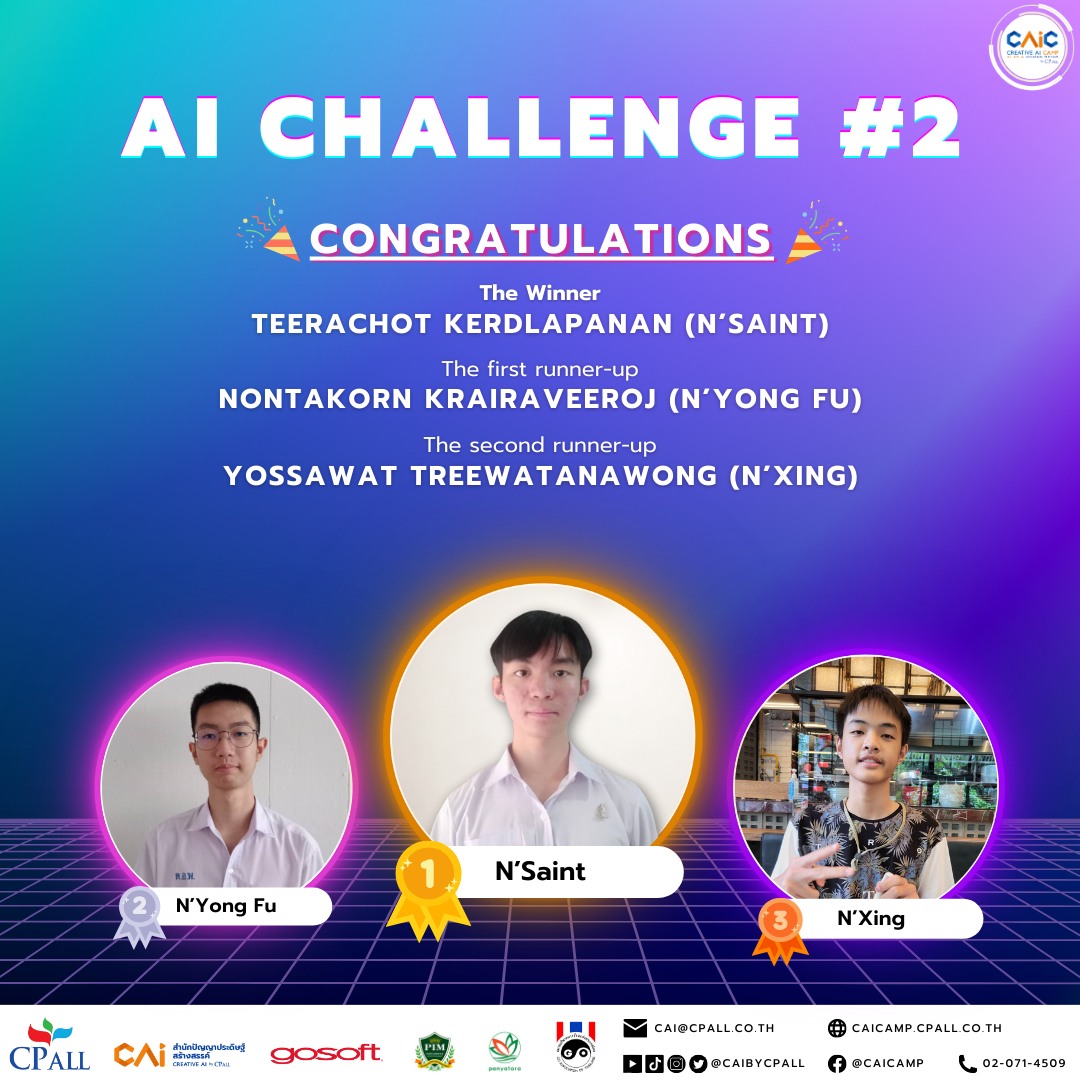 CAiC
CREATIVE AI CAMP
by CPALL
AI CHALLENGE #2
CONGRATULATIONS
The Winner
TEERACHOT KERDLAPANAN (N'SAINT)
The first runner-up
NONTAKORN KRAIRAVEEROJ (N'YONG FU)
The second runner-up
YOSSAWAT TREEWATANAWONG (N'XING)
1
N'Saint
2
N'Yong Fu
3
N'Xing
CPALL
CAi
สำนักปัญญาประดิษฐ์
สร้างสรรค์
CREATIVE AI by CPALL
gosoft
PIM
panyatara
GO
CAI@CPALL.CO.TH
CAICAMP.CPALL.CO.TH
@CAIBYCPALL
@CAICAMP
02-071-4509